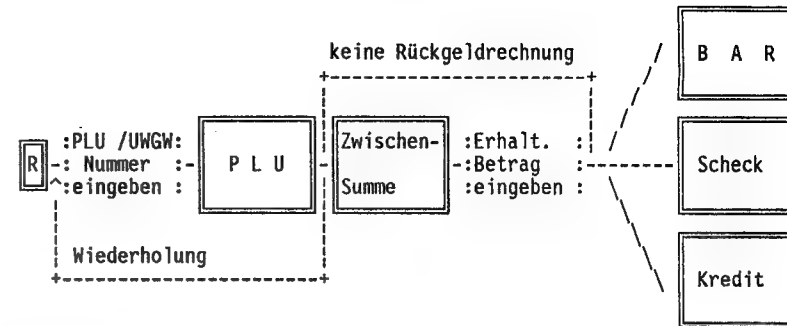 keine Rückgeldrechnung
B A R
:PLU /UWGW:
R -: Nummer :- P L U - Zwischen- -:Erhalt. :
:eingeben : Summe :Betrag :
:eingeben :
Scheck
Wiederholung
Kredit